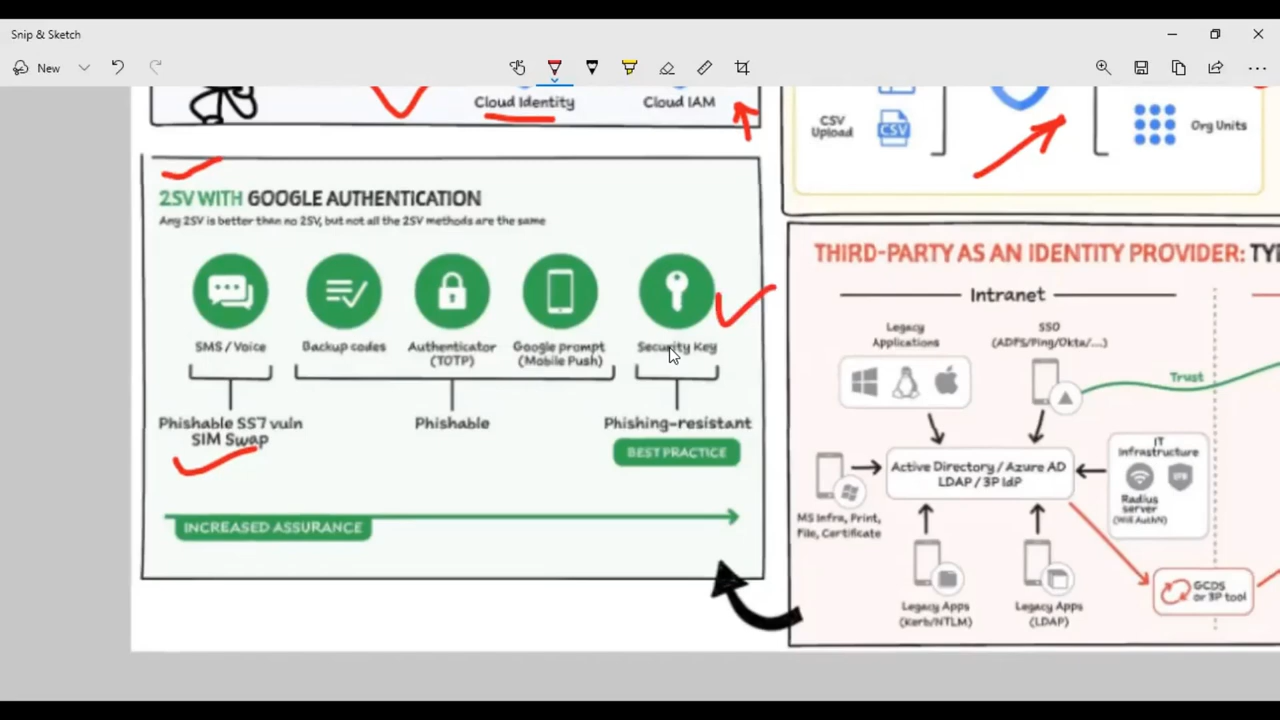 Snip & Sketch
New
Cloud Identity
Cloud IAM
CSV
Upload
CSV
Org Units
2SV WITH GOOGLE AUTHENTICATION
Any 2SV is better than no 2SV, but not all the 2SV methods are the same
SMS / Voice
Backup codes
Authenticator
(TOTP)
Google prompt
(Mobile Push)
Security Key
Phishable SS7 vuln
SIM Swap
Phishable
Phishing-resistant
BEST PRACTICE
INCREASED ASSURANCE
THIRD-PARTY AS AN IDENTITY PROVIDER:
Intranet
Legacy
Applications
SSO
(ADFS/Ping/Okta/...)
Trust
Active Directory / Azure AD
LDAP / 3P IdP
IT
Infrastructure
Radius
server
(Wifi AuthN)
MS Infra, Print,
File, Certificate
Legacy Apps
(Kerb/NTLM)
Legacy Apps
(LDAP)
GCDS
or 3P tool